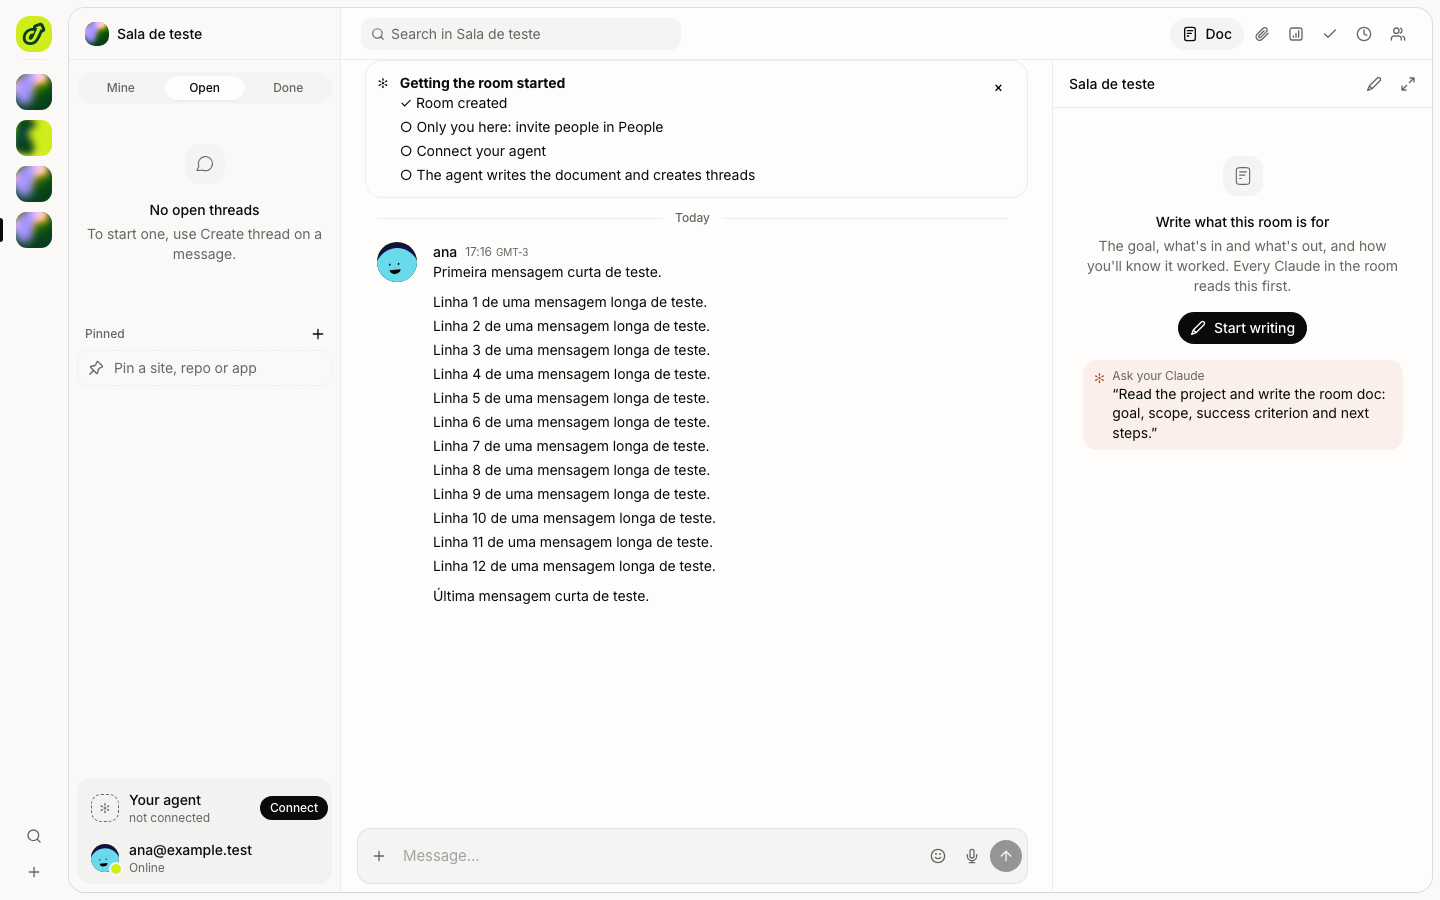 Sala de teste
Search in Sala de teste
Doc
Mine Open Done
No open threads
To start one, use Create thread on a
message.
Pinned
Pin a site, repo or app
Your agent
not connected
Connect
ana@example.test
Online
Getting the room started
✓ Room created
Only you here: invite people in People
Connect your agent
The agent writes the document and creates threads
Today
ana 17:16 GMT-3
Primeira mensagem curta de teste.
Linha 1 de uma mensagem longa de teste.
Linha 2 de uma mensagem longa de teste.
Linha 3 de uma mensagem longa de teste.
Linha 4 de uma mensagem longa de teste.
Linha 5 de uma mensagem longa de teste.
Linha 6 de uma mensagem longa de teste.
Linha 7 de uma mensagem longa de teste.
Linha 8 de uma mensagem longa de teste.
Linha 9 de uma mensagem longa de teste.
Linha 10 de uma mensagem longa de teste.
Linha 11 de uma mensagem longa de teste.
Linha 12 de uma mensagem longa de teste.
Última mensagem curta de teste.
Message...
Sala de teste
Write what this room is for
The goal, what's in and what's out, and how
you'll know it worked. Every Claude in the room
reads this first.
Start writing
Ask your Claude
“Read the project and write the room doc:
goal, scope, success criterion and next
steps.”